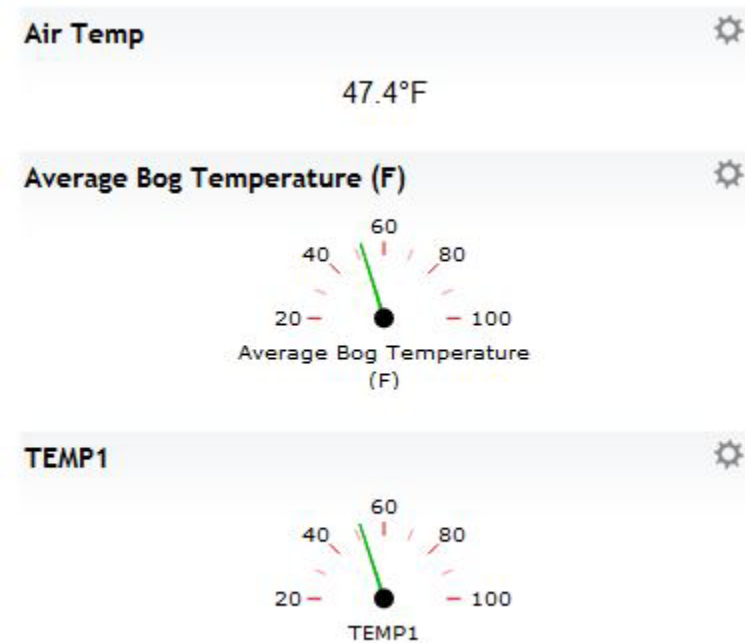 Air Temp
47.4°F
Average Bog Temperature (F)
60
40 80
20 100
Average Bog Temperature
(F)
TEMP1
60
40 80
20 100
TEMP1